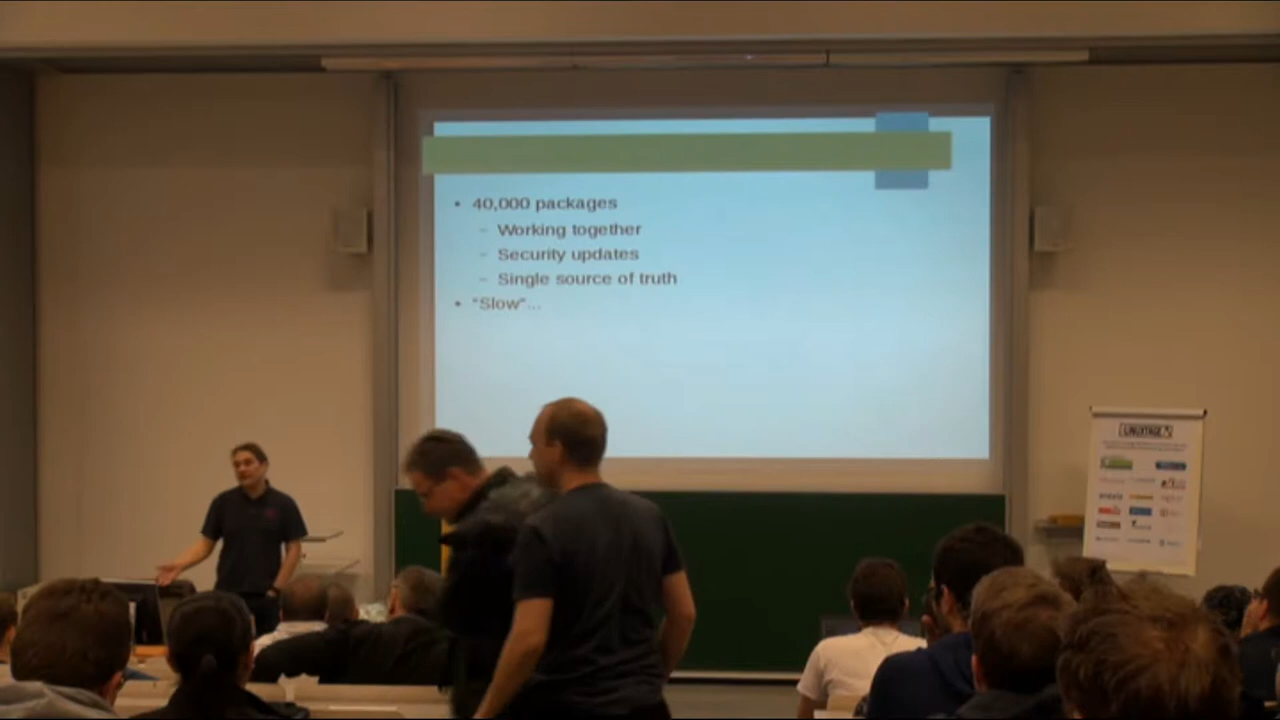 • 40,000 packages
– Working together
– Security updates
– Single source of truth
• "Slow"...
LINUXTAG